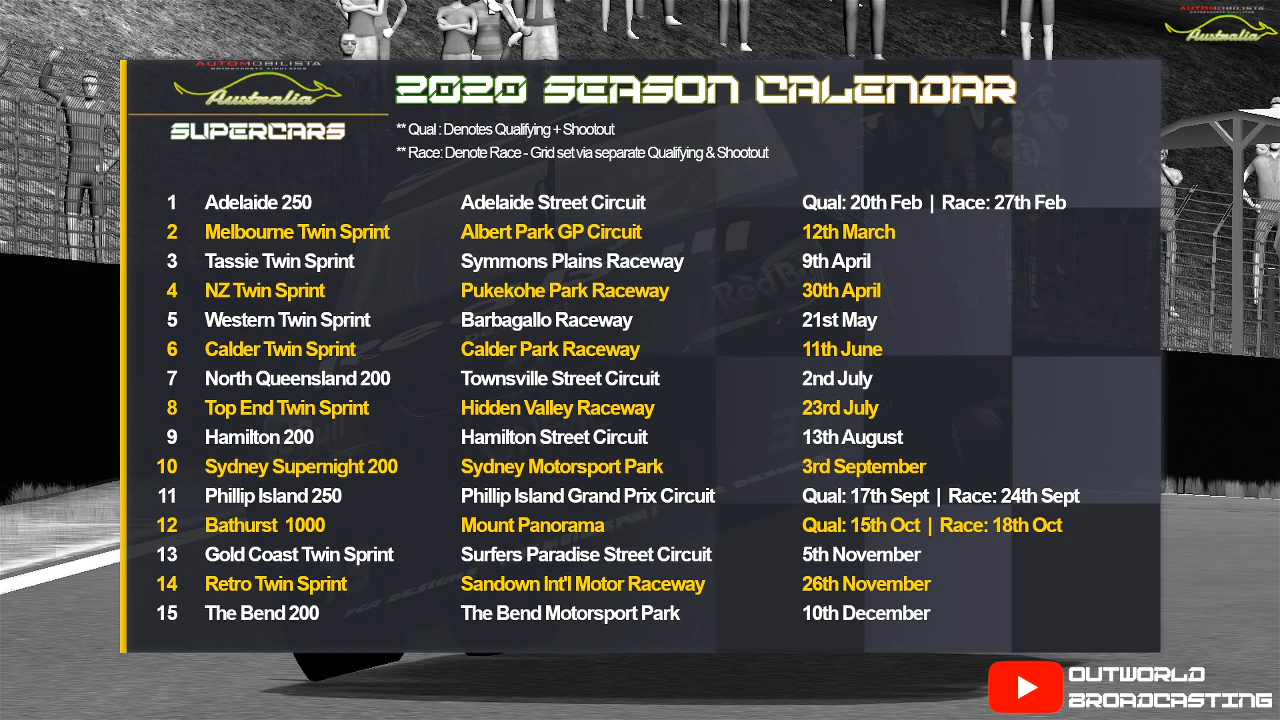 AUTOMOBILISTA
Australia
AUTOMOBILISTA
MOTORSPORTS SIMULATOR
Australia
SUPERCARS
2020 SEASON CALENDAR
** Qual : Denotes Qualifying + Shootout
** Race: Denote Race - Grid set via separate Qualifying & Shootout
1 Adelaide 250 Adelaide Street Circuit Qual: 20th Feb | Race: 27th Feb
2 Melbourne Twin Sprint Albert Park GP Circuit 12th March
3 Tassie Twin Sprint Symmons Plains Raceway 9th April
4 NZ Twin Sprint Pukekohe Park Raceway 30th April
5 Western Twin Sprint Barbagallo Raceway 21st May
6 Calder Twin Sprint Calder Park Raceway 11th June
7 North Queensland 200 Townsville Street Circuit 2nd July
8 Top End Twin Sprint Hidden Valley Raceway 23rd July
9 Hamilton 200 Hamilton Street Circuit 13th August
10 Sydney Supernight 200 Sydney Motorsport Park 3rd September
11 Phillip Island 250 Phillip Island Grand Prix Circuit Qual: 17th Sept | Race: 24th Sept
12 Bathurst 1000 Mount Panorama Qual: 15th Oct | Race: 18th Oct
13 Gold Coast Twin Sprint Surfers Paradise Street Circuit 5th November
14 Retro Twin Sprint Sandown Int'l Motor Raceway 26th November
15 The Bend 200 The Bend Motorsport Park 10th December
OUTWORLD
BROADCASTING